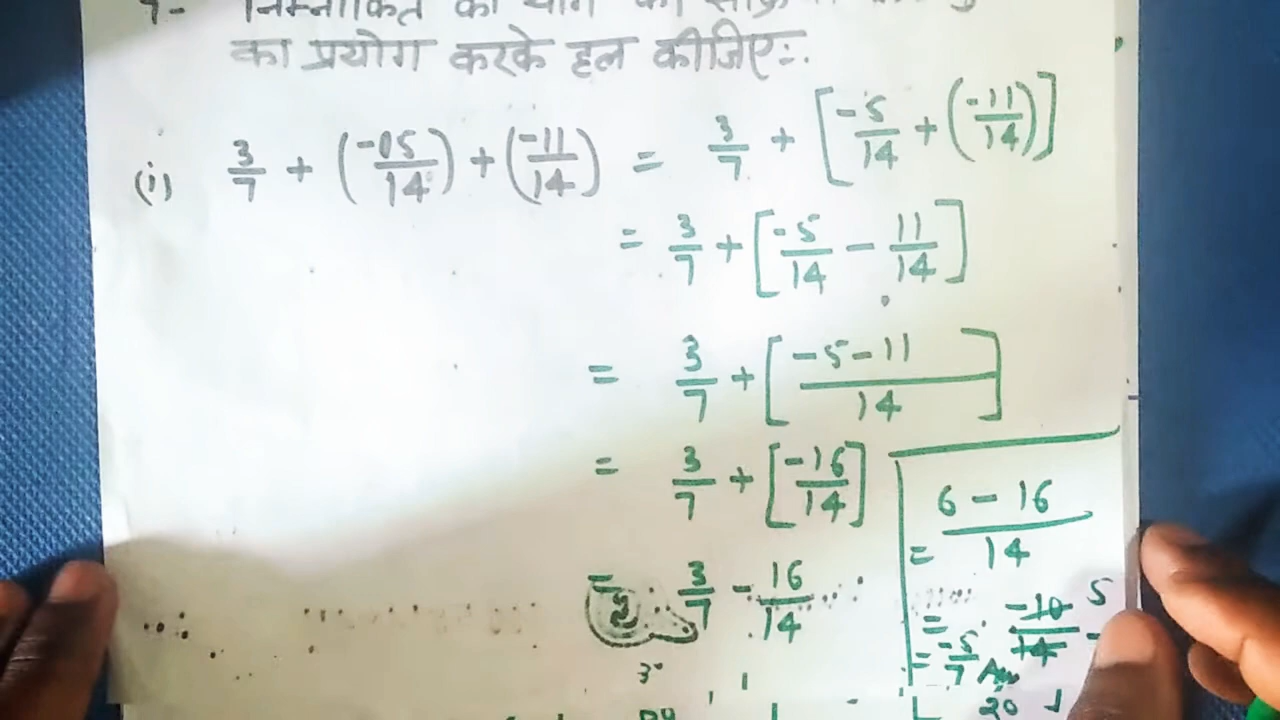 का प्रयोग करके हल कीजिएः-
(i) 3/7 + (-05/14) + (-11/14) = 3/7 + [-5/14 + (-11/14)]
= 3/7 + [-5/14 - 11/14]
= 3/7 + [-5-11/14]
= 3/7 + [-16/14]
= 3/7 - 16/14
= 6-16/14
= -10/14 5
= -5/7 Ans
20